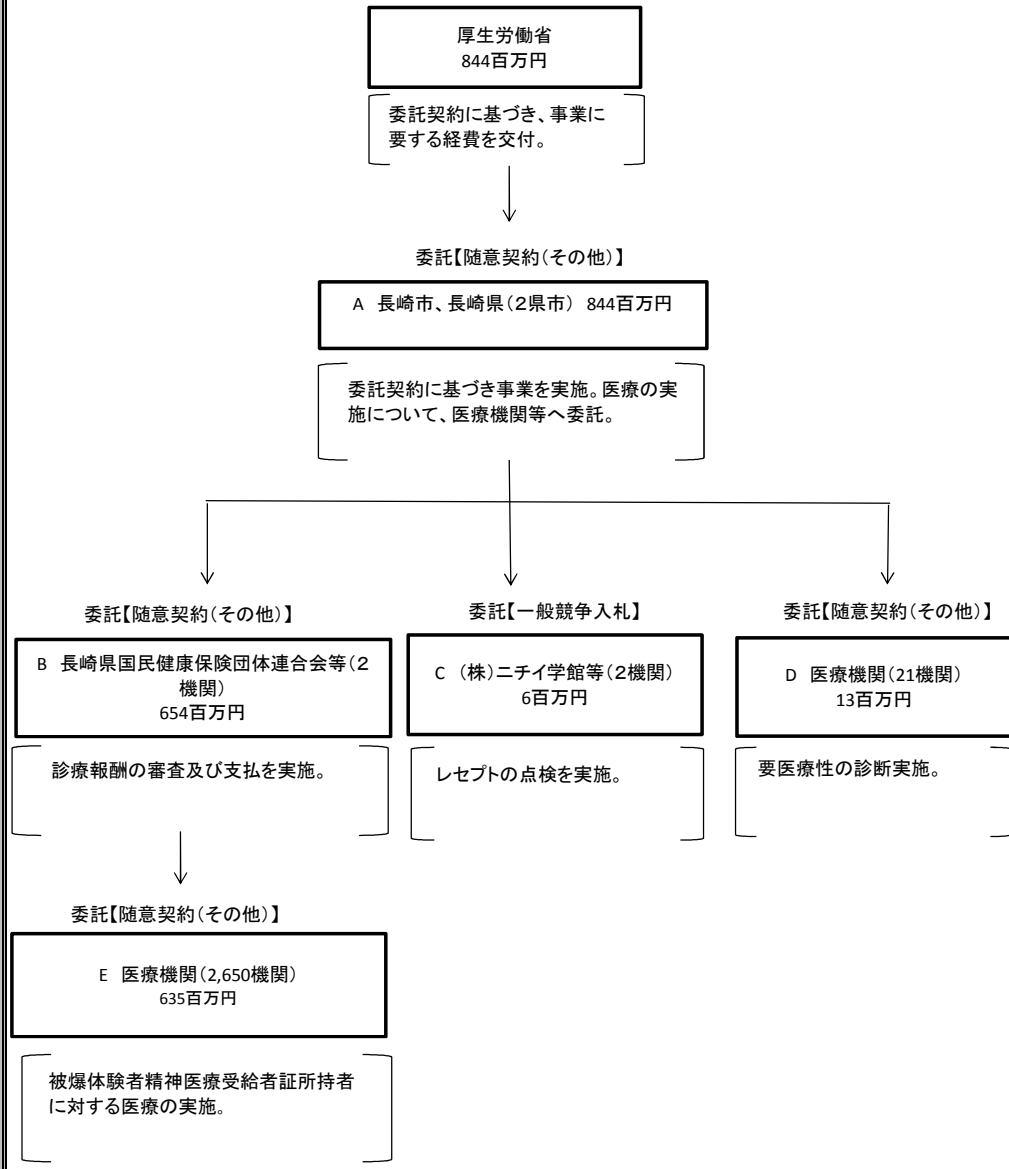 厚生労働省
844百万円
委託契約に基づき、事業に
要する経費を交付。
委託【随意契約(その他)】
A 長崎市、長崎県(2県市) 844百万円
委託契約に基づき事業を実施。医療の実
施について、医療機関等へ委託。
委託【随意契約(その他)】
B 長崎県国民健康保険団体連合会等(2
機関)
654百万円
診療報酬の審査及び支払を実施。
委託【一般競争入札】
C (株)ニチイ学館等(2機関)
6百万円
レセプトの点検を実施。
委託【随意契約(その他)】
D 医療機関(21機関)
13百万円
要医療性の診断実施。
委託【随意契約(その他)】
E 医療機関(2,650機関)
635百万円
被爆体験者精神医療受給者証所持者
に対する医療の実施。